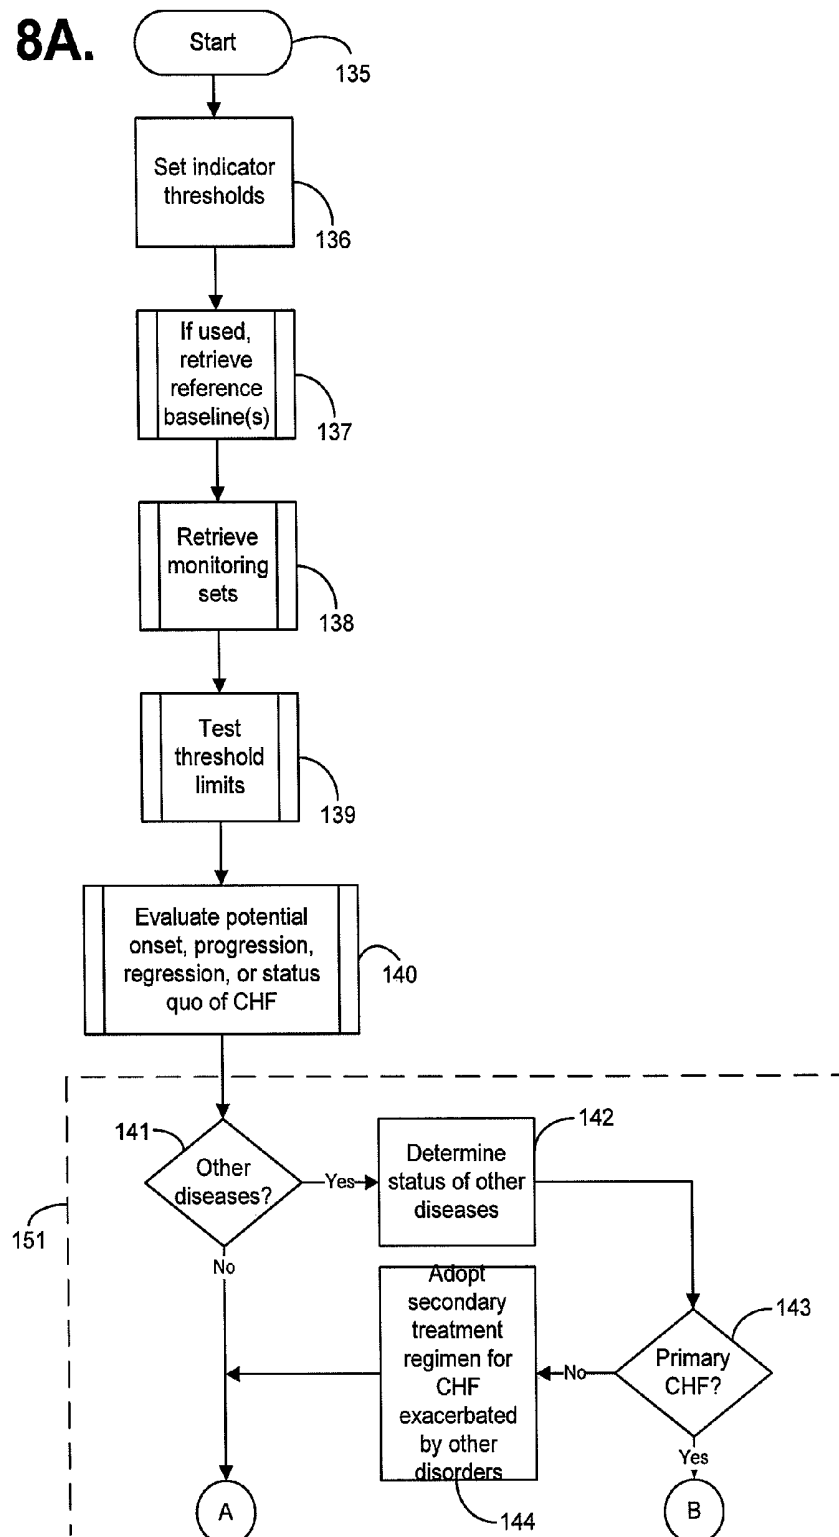 8A.
Start
135
Set indicator
thresholds
136
If used,
retrieve
reference
baseline(s)
137
Retrieve
monitoring
sets
138
Test
threshold
limits
139
Evaluate potential
onset, progression,
regression, or status
quo of CHF
140
141
Other
diseases?
Yes
142
Determine
status of other
diseases
151
No
Adopt
secondary
treatment
regimen for
CHF
exacerbated
by other
disorders
144
No
143
Primary
CHF?
Yes
A
B